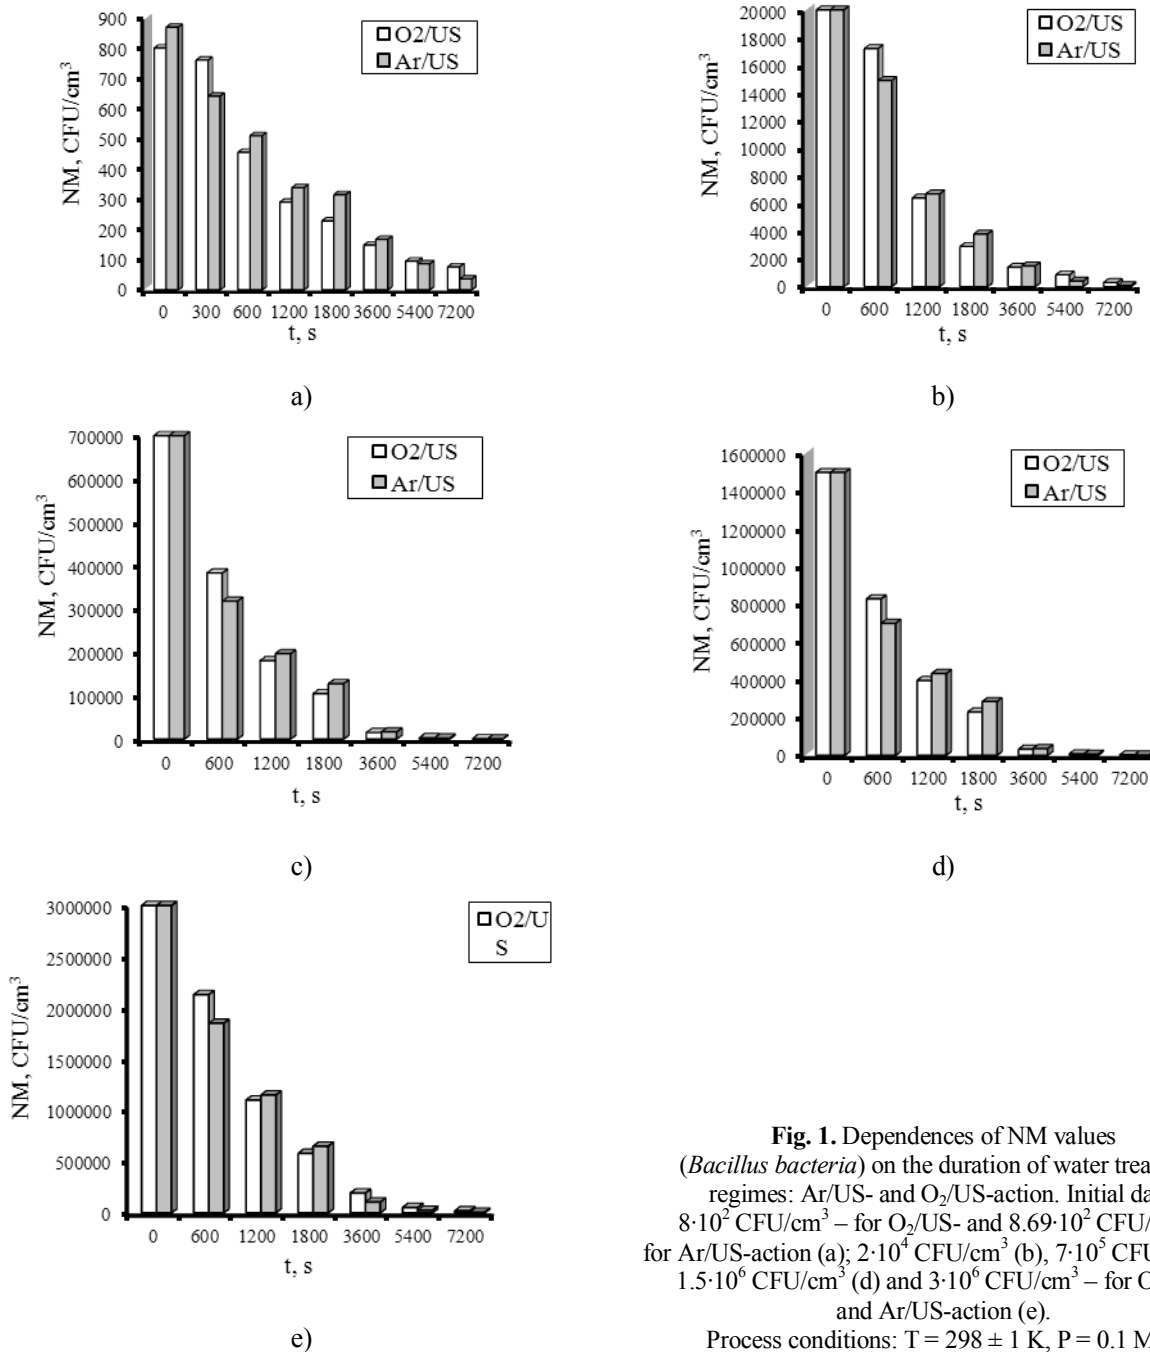 900
800
700
600
500
400
300
200
100
0
NM, CFU/cm³
O2/US
Ar/US
0 300 600 1200 1800 3600 5400 7200
t, s
a)
20000
18000
16000
14000
12000
10000
8000
6000
4000
2000
0
NM, CFU/cm³
O2/US
Ar/US
0 600 1200 1800 3600 5400 7200
t, s
b)
700000
600000
500000
400000
300000
200000
100000
0
NM, CFU/cm³
O2/US
Ar/US
0 600 1200 1800 3600 5400 7200
t, s
c)
1600000
1400000
1200000
1000000
800000
600000
400000
200000
0
NM, CFU/cm³
O2/US
Ar/US
0 600 1200 1800 3600 5400 7200
t, s
d)
3000000
2500000
2000000
1500000
1000000
500000
0
NM, CFU/cm³
O2/U
S
0 600 1200 1800 3600 5400 7200
t, s
e)
Fig. 1. Dependences of NM values
(Bacillus bacteria) on the duration of water trea
regimes: Ar/US- and O₂/US-action. Initial da
8·10² CFU/cm³ – for O₂/US- and 8.69·10² CFU/
for Ar/US-action (a); 2·10⁴ CFU/cm³ (b), 7·10⁵ CFU
1.5·10⁶ CFU/cm³ (d) and 3·10⁶ CFU/cm³ – for O
and Ar/US-action (e).
Process conditions: T = 298 ± 1 K, P = 0.1 M